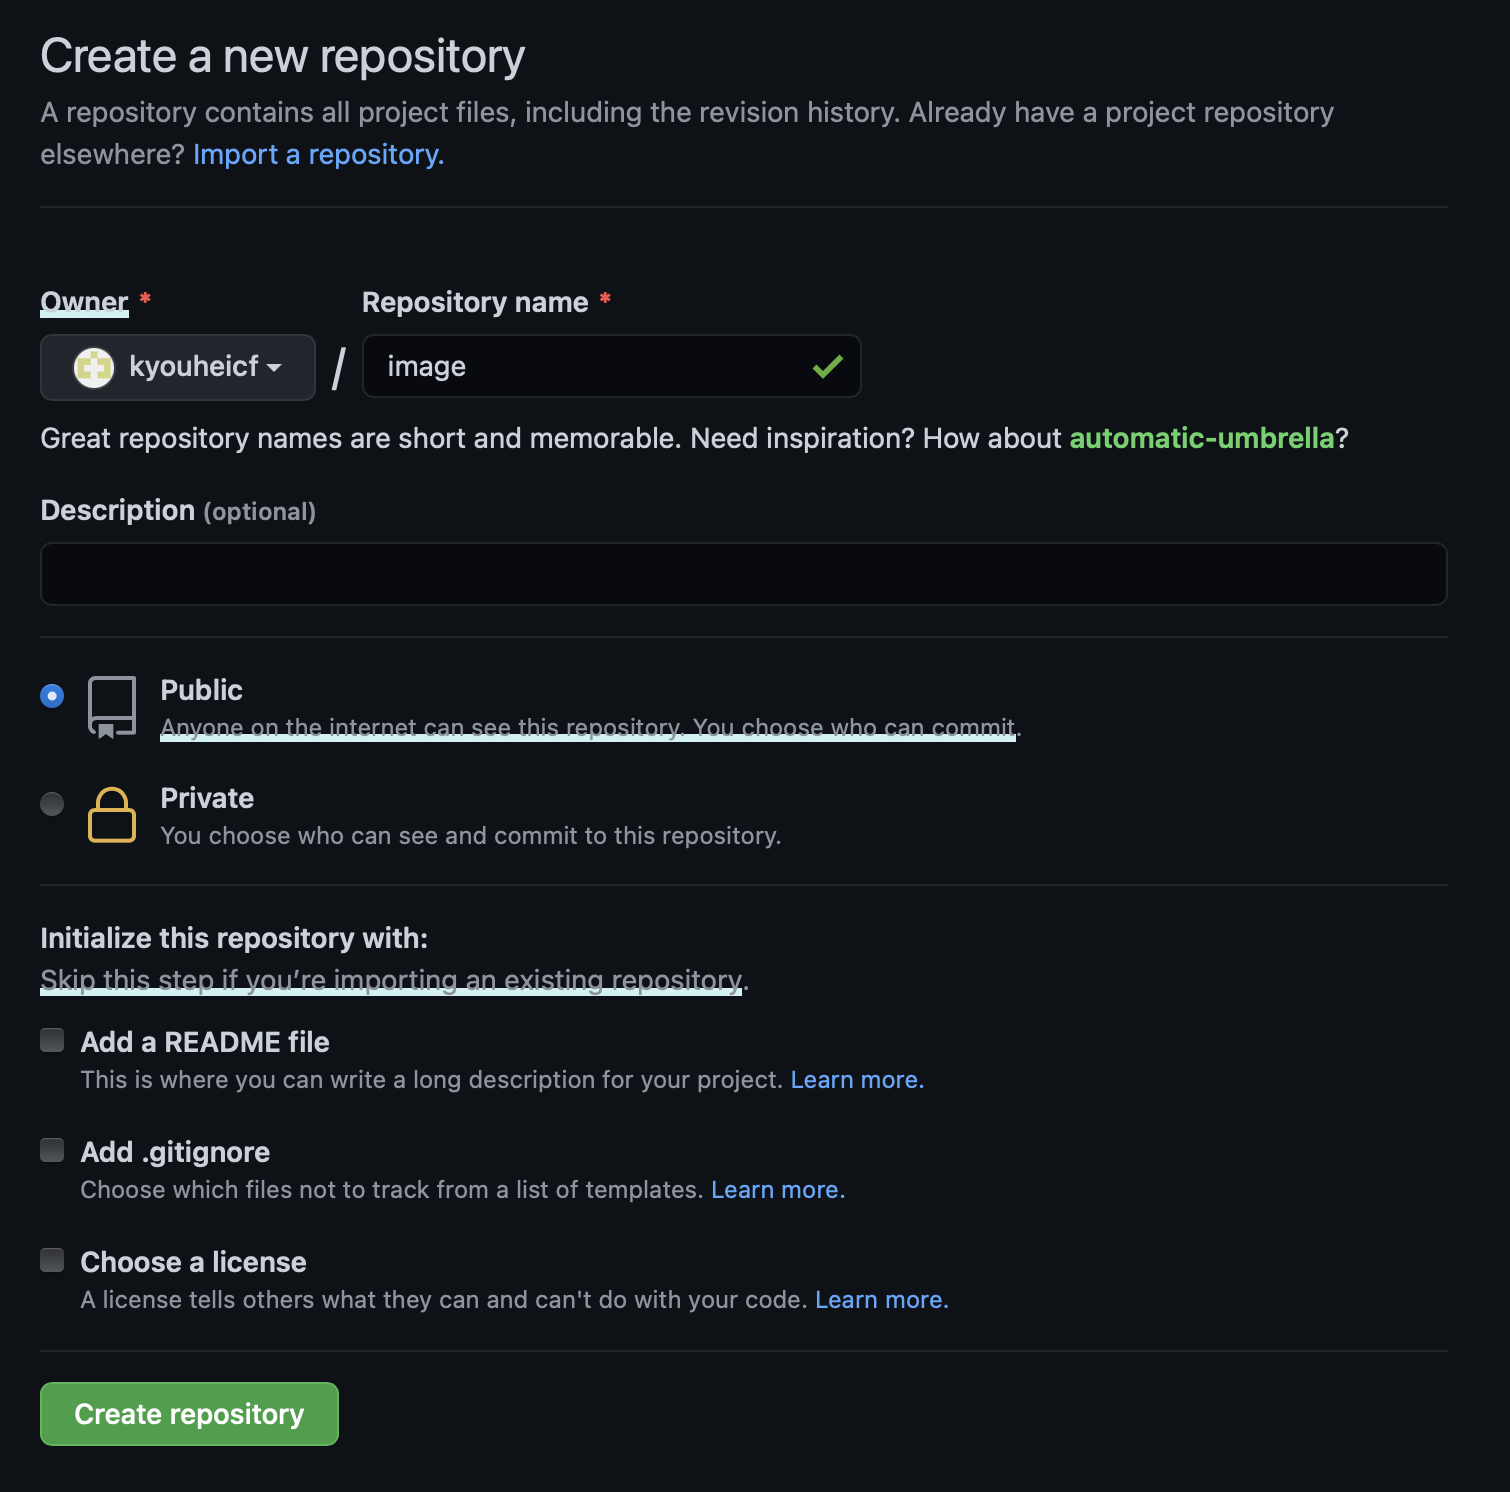 Create a new repository
A repository contains all project files, including the revision history. Already have a project repository
elsewhere? Import a repository.
Owner * Repository name *
kyouheicf / image
Great repository names are short and memorable. Need inspiration? How about automatic-umbrella?
Description (optional)
Public
Anyone on the internet can see this repository. You choose who can commit.
Private
You choose who can see and commit to this repository.
Initialize this repository with:
Skip this step if you’re importing an existing repository.
Add a README file
This is where you can write a long description for your project. Learn more.
Add .gitignore
Choose which files not to track from a list of templates. Learn more.
Choose a license
A license tells others what they can and can't do with your code. Learn more.
Create repository